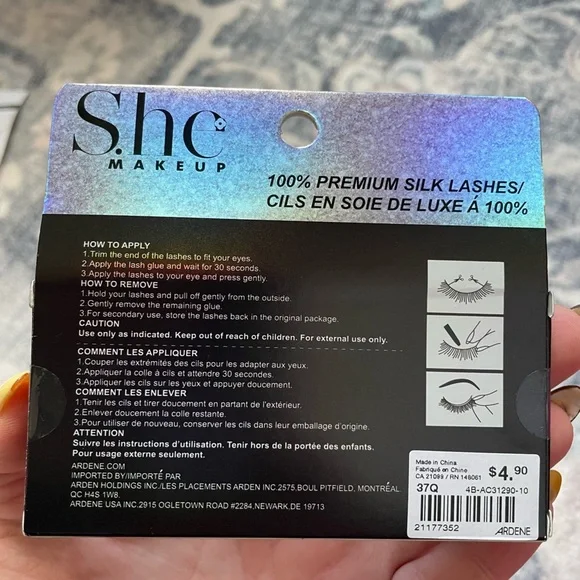 S.he
MAKEUP
100% PREMIUM SILK LASHES/
CILS EN SOIE DE LUXE Á 100%
HOW TO APPLY
1.Trim the end of the lashes to fit your eyes.
2.Apply the lash glue and wait for 30 seconds.
3.Apply the lashes to your eye and press gently.
HOW TO REMOVE
1.Hold your lashes and pull off gently from the outside.
2.Gently remove the remaining glue.
3.For secondary use, store the lashes back in the original package.
CAUTION
Use only as indicated. Keep out of reach of children. For external use only.
COMMENT LES APPLIQUER
1.Couper les extrémités des cils pour les adapter aux yeux.
2.Appliquer la colle à cils et attendre 30 secondes.
3.Appliquer les cils sur les yeux et appuyer doucement.
COMMENT LES ENLEVER
1.Tenir les cils et tirer doucement en partant de l'extérieur.
2.Enlever doucement la colle restante.
3.Pour utiliser de nouveau, conserver les cils dans leur emballage d'origine.
ATTENTION
Suivre les instructions d'utilisation. Tenir hors de la portée des enfants.
Pour usage externe seulement.
ARDENE.COM
IMPORTED BY/IMPORTÉ PAR
ARDEN HOLDINGS INC./LES PLACEMENTS ARDEN INC.2575,BOUL PITFIELD, MONTRÉAL.
QC H4S 1W8.
ARDENE USA INC.2915 OGLETOWN ROAD #2284,NEWARK.DE 19713
Made in China
Fabriqué en Chine
CA 21099 / RN 148061
$4.90
37Q
4B-AC31290-10
21177352
ARDENE